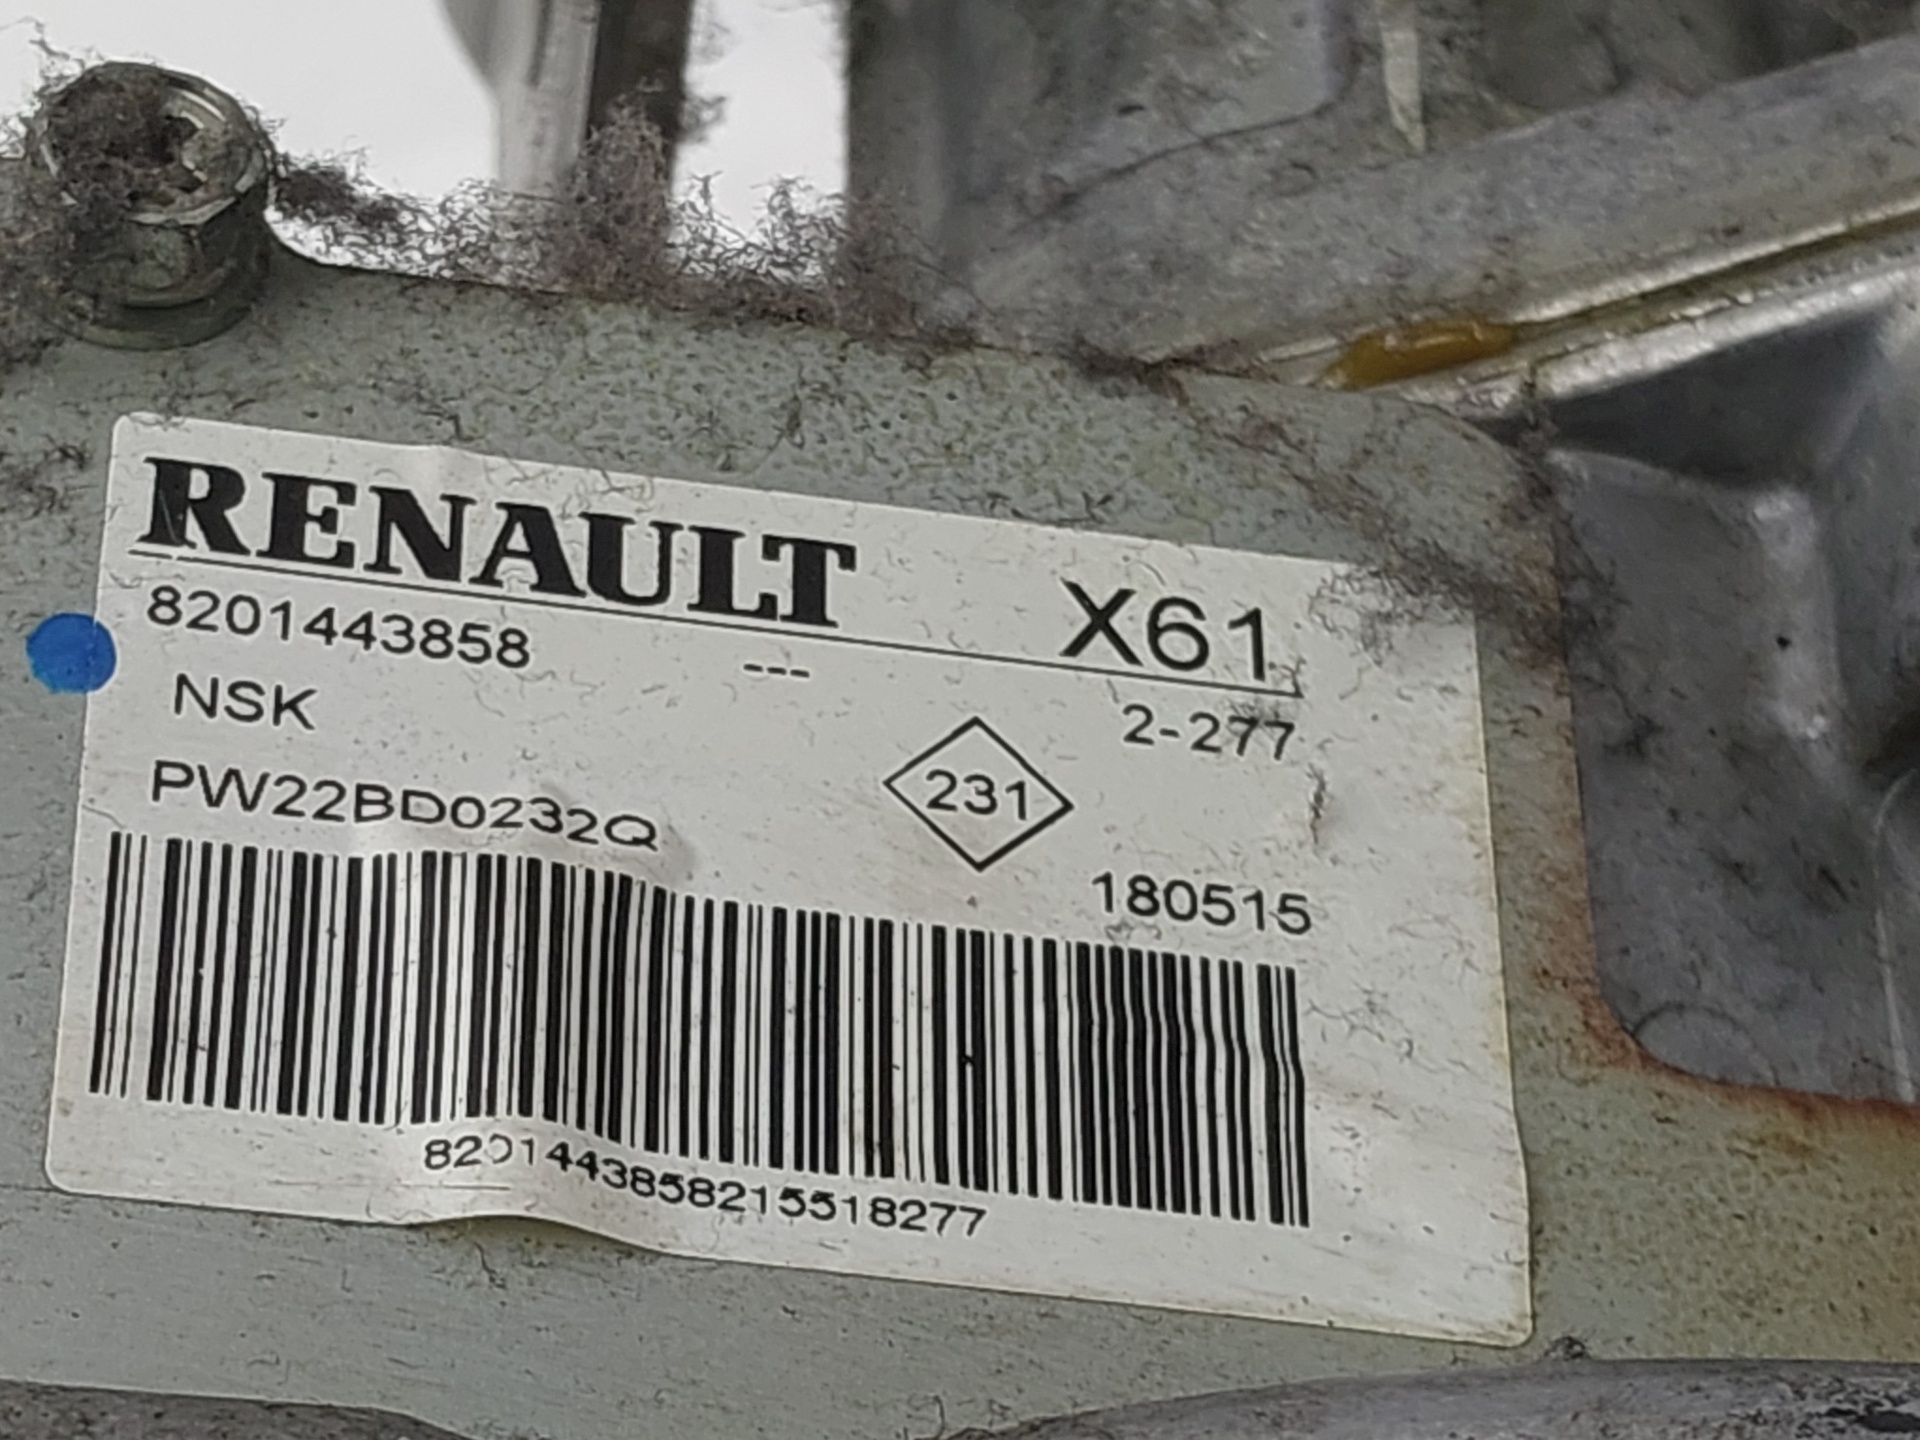 RENAULT X61
8201443858 ---
NSK 2-277
231
PW22BD0232Q
180515
8201443858215518277